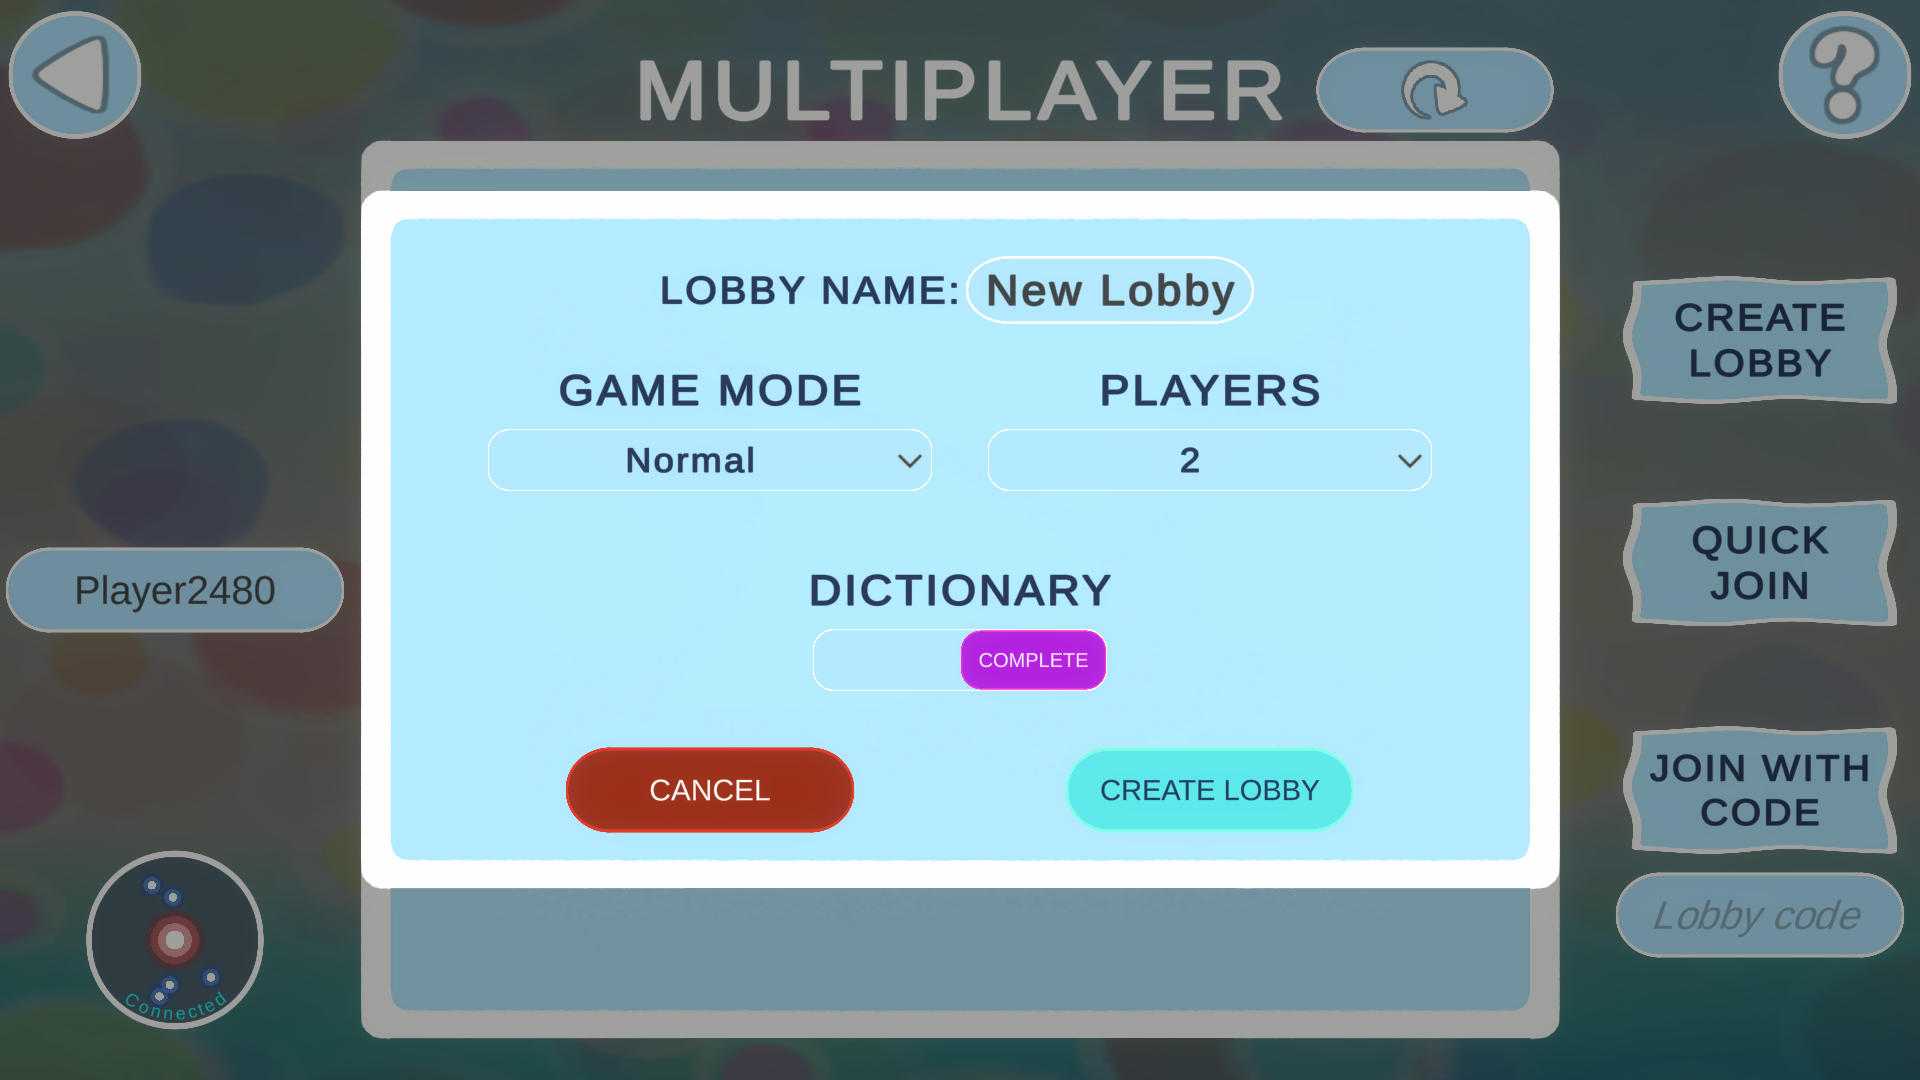 MULTIPLAYER
LOBBY NAME: New Lobby
GAME MODE
PLAYERS
Normal
2
DICTIONARY
COMPLETE
CANCEL
CREATE LOBBY
Player2480
Connected
CREATE
LOBBY
QUICK
JOIN
JOIN WITH
CODE
Lobby code